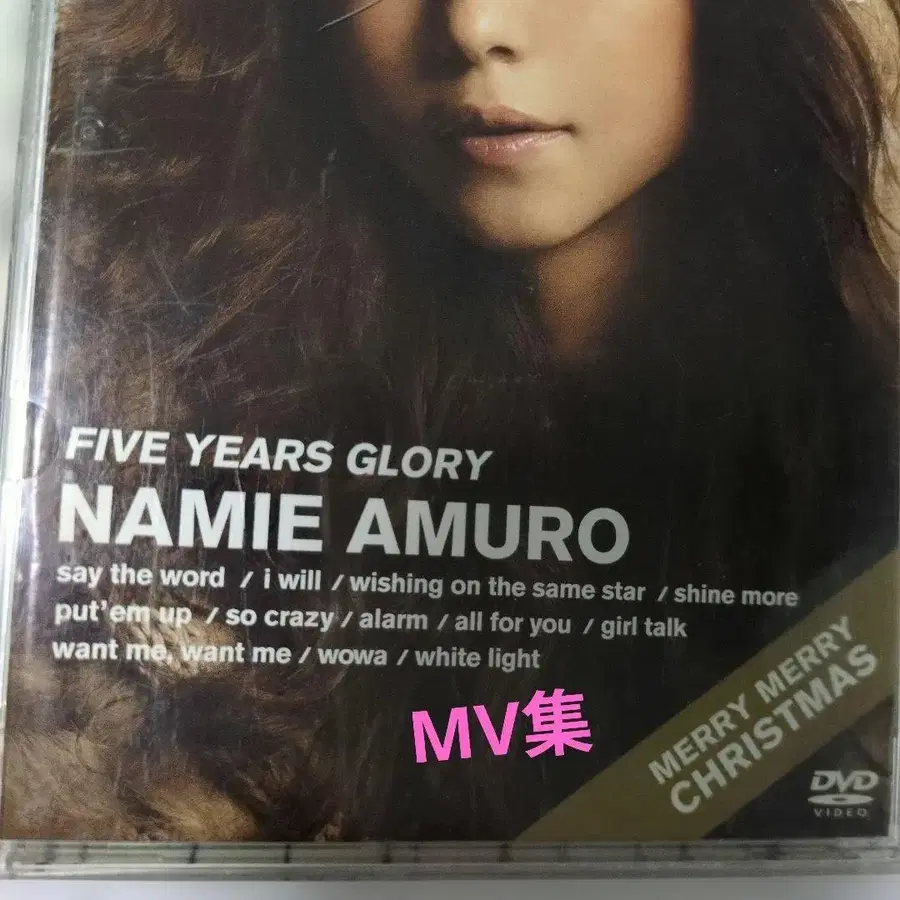 FIVE YEARS GLORY
NAMIE AMURO
say the word / i will / wishing on the same star / shine more
put'em up / so crazy / alarm / all for you / girl talk
want me, want me / wowa / white light
MV集
MERRY MERRY
CHRISTMAS
DVD
VIDEO